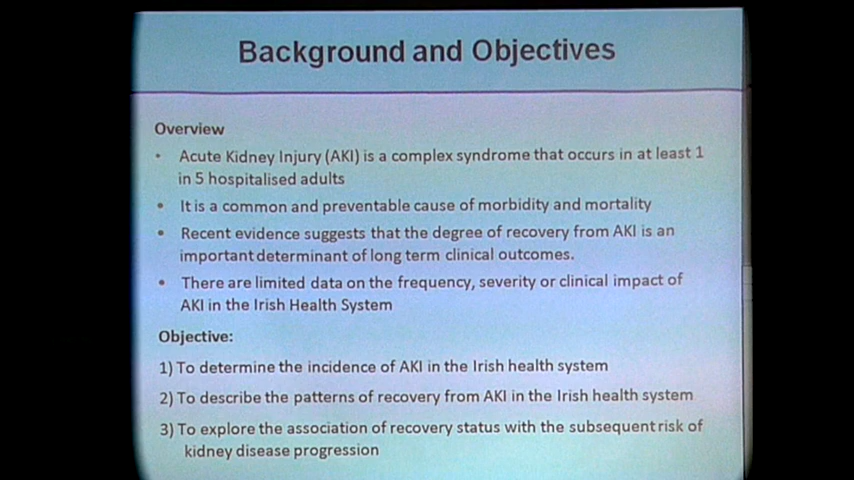 Background and Objectives
Overview
• Acute Kidney Injury (AKI) is a complex syndrome that occurs in at least 1
in 5 hospitalised adults
• It is a common and preventable cause of morbidity and mortality
• Recent evidence suggests that the degree of recovery from AKI is an
important determinant of long term clinical outcomes.
• There are limited data on the frequency, severity or clinical impact of
AKI in the Irish Health System
Objective:
1) To determine the incidence of AKI in the Irish health system
2) To describe the patterns of recovery from AKI in the Irish health system
3) To explore the association of recovery status with the subsequent risk of
kidney disease progression